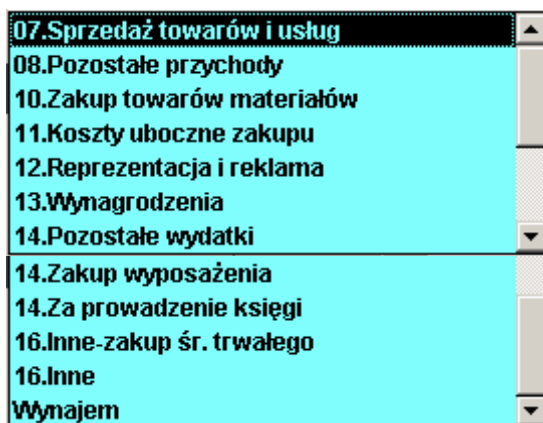 07.Sprzedaż towarów i usług
08.Pozostałe przychody
10.Zakup towarów materiałów
11.Koszty uboczne zakupu
12.Reprezentacja i reklama
13.Wynagrodzenia
14.Pozostałe wydatki
14.Zakup wyposażenia
14.Za prowadzenie księgi
16.Inne-zakup śr. trwałego
16.Inne
Wynajem